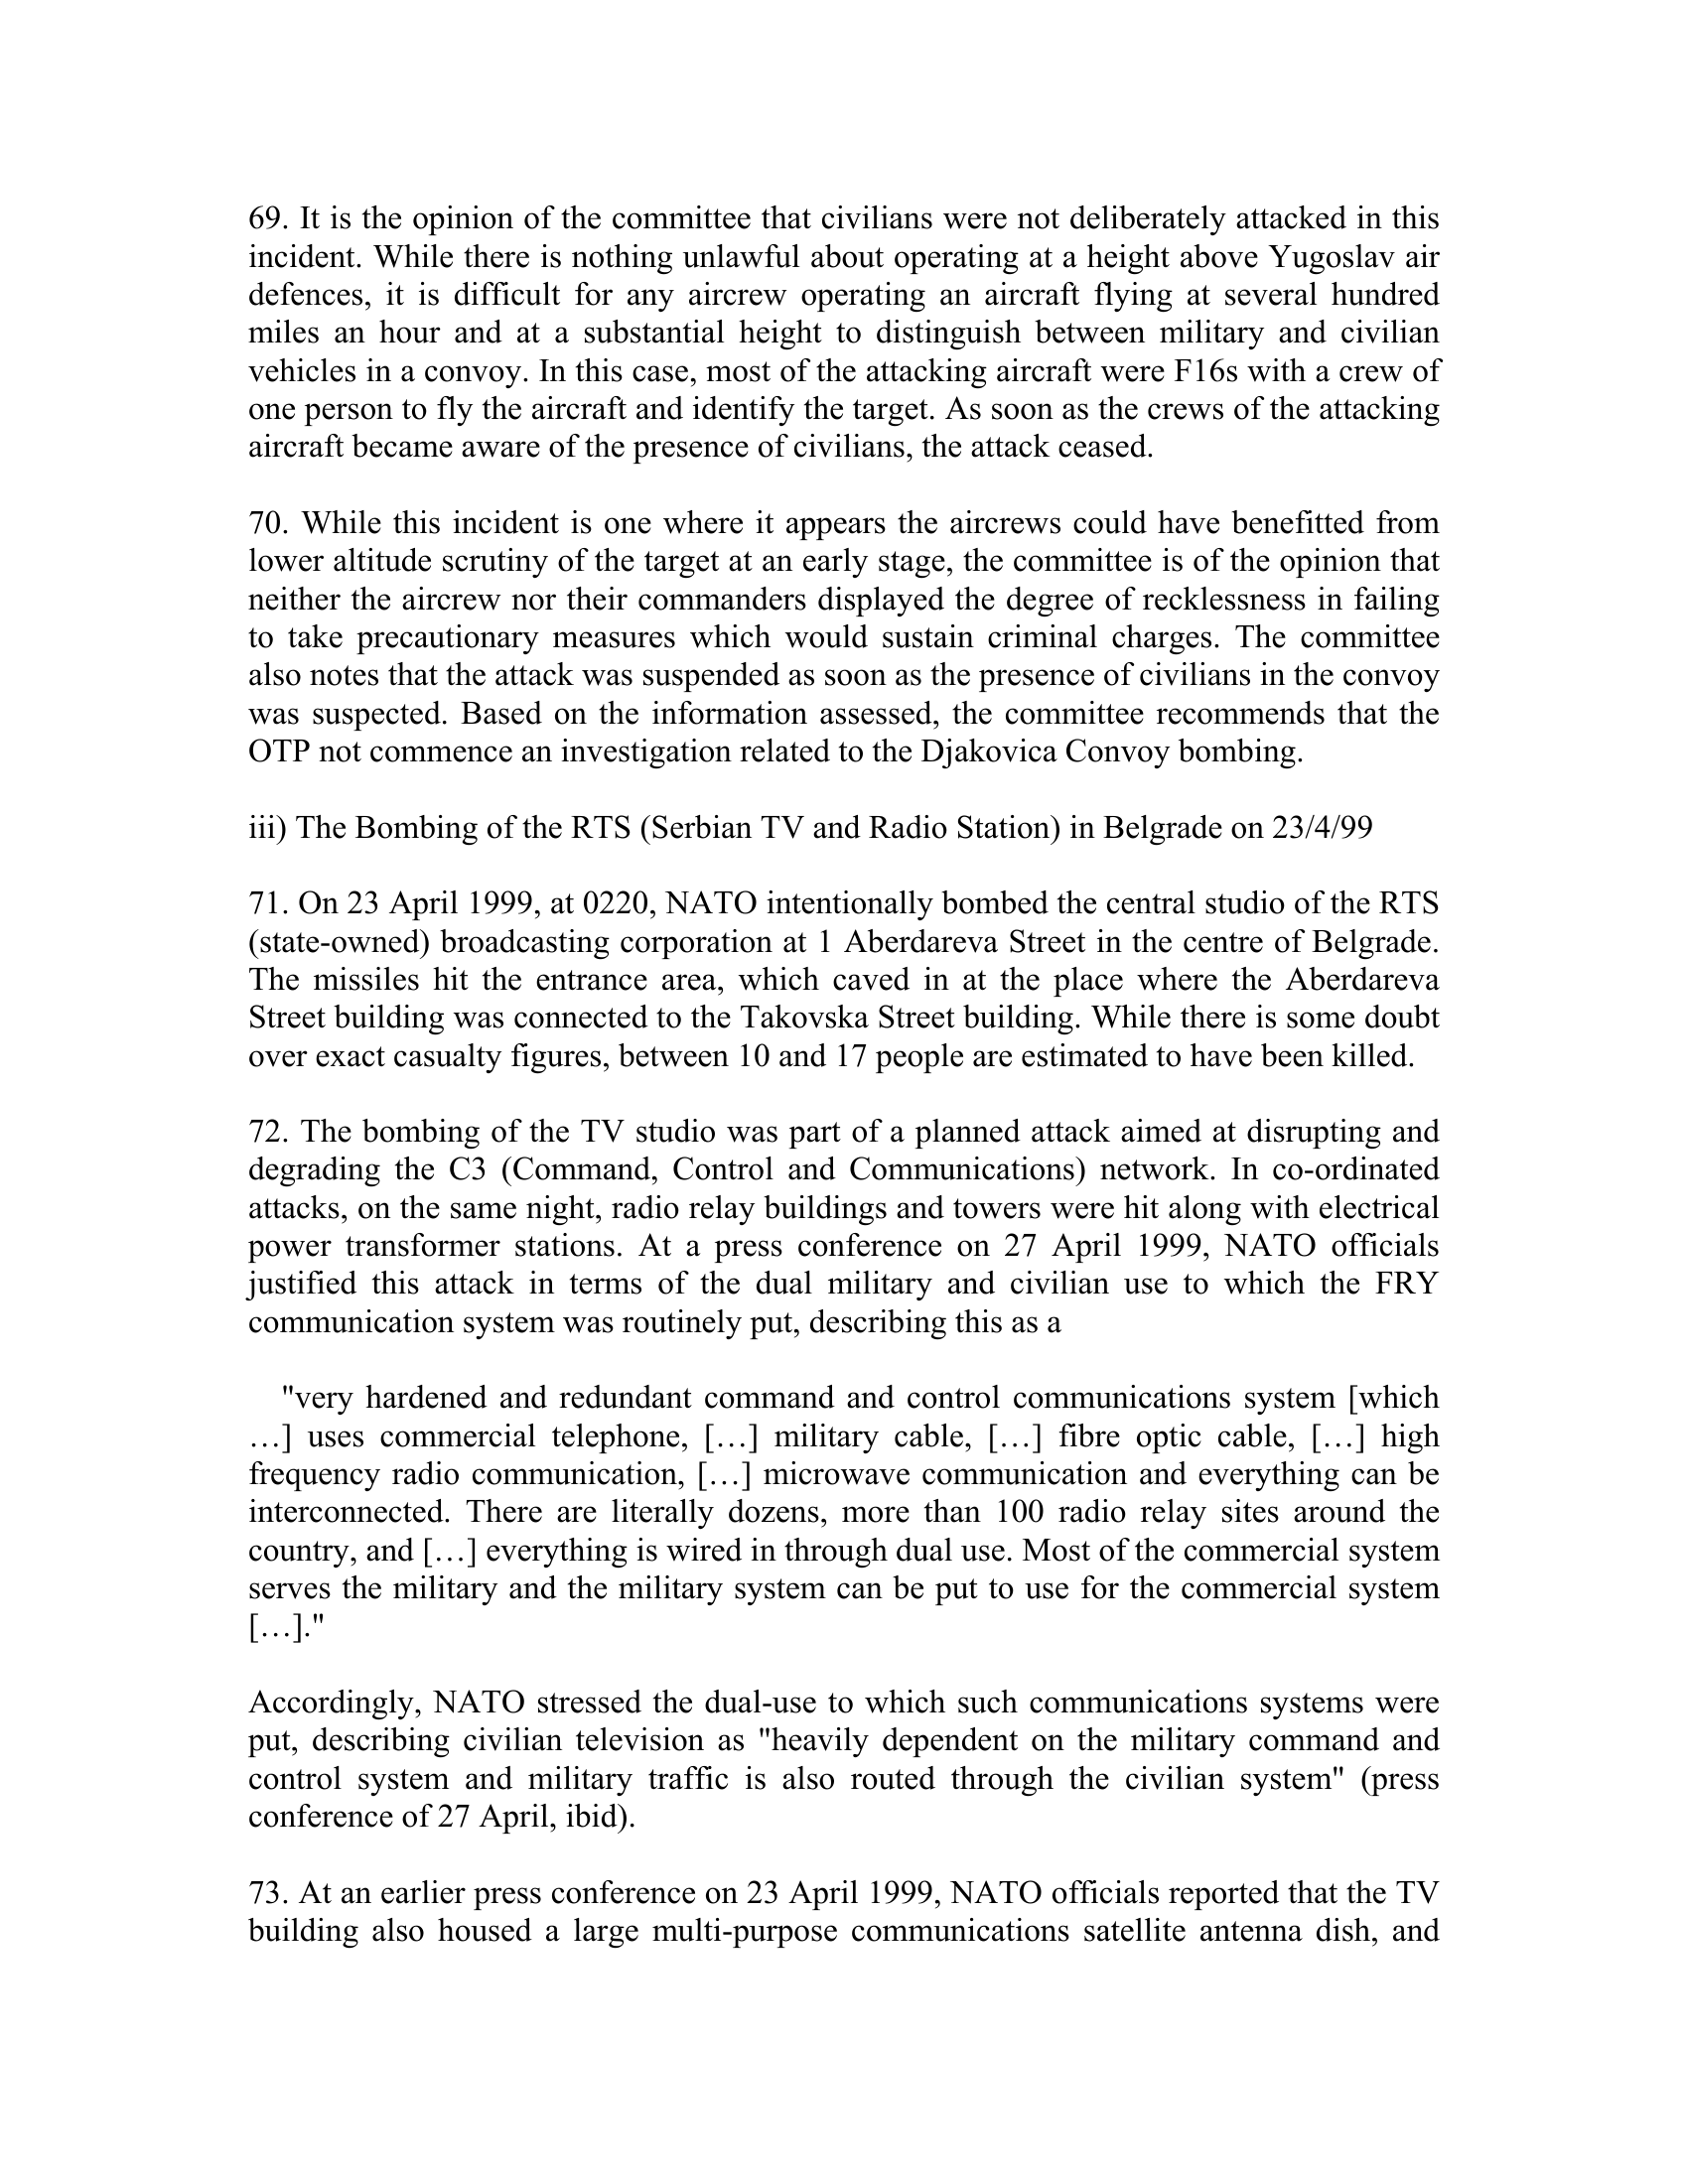 69. It is the opinion of the committee that civilians were not deliberately attacked in this
incident. While there is nothing unlawful about operating at a height above Yugoslav air
defences, it is difficult for any aircrew operating an aircraft flying at several hundred
miles an hour and at a substantial height to distinguish between military and civilian
vehicles in a convoy. In this case, most of the attacking aircraft were F16s with a crew of
one person to fly the aircraft and identify the target. As soon as the crews of the attacking
aircraft became aware of the presence of civilians, the attack ceased.
70. While this incident is one where it appears the aircrews could have benefitted from
lower altitude scrutiny of the target at an early stage, the committee is of the opinion that
neither the aircrew nor their commanders displayed the degree of recklessness in failing
to take precautionary measures which would sustain criminal charges. The committee
also notes that the attack was suspended as soon as the presence of civilians in the convoy
was suspected. Based on the information assessed, the committee recommends that the
OTP not commence an investigation related to the Djakovica Convoy bombing.
iii) The Bombing of the RTS (Serbian TV and Radio Station) in Belgrade on 23/4/99
71. On 23 April 1999, at 0220, NATO intentionally bombed the central studio of the RTS
(state-owned) broadcasting corporation at 1 Aberdareva Street in the centre of Belgrade.
The missiles hit the entrance area, which caved in at the place where the Aberdareva
Street building was connected to the Takovska Street building. While there is some doubt
over exact casualty figures, between 10 and 17 people are estimated to have been killed.
72. The bombing of the TV studio was part of a planned attack aimed at disrupting and
degrading the C3 (Command, Control and Communications) network. In co-ordinated
attacks, on the same night, radio relay buildings and towers were hit along with electrical
power transformer stations. At a press conference on 27 April 1999, NATO officials
justified this attack in terms of the dual military and civilian use to which the FRY
communication system was routinely put, describing this as a
"very hardened and redundant command and control communications system [which
…] uses commercial telephone, […] military cable, […] fibre optic cable, […] high
frequency radio communication, […] microwave communication and everything can be
interconnected. There are literally dozens, more than 100 radio relay sites around the
country, and […] everything is wired in through dual use. Most of the commercial system
serves the military and the military system can be put to use for the commercial system
[…]."
Accordingly, NATO stressed the dual-use to which such communications systems were
put, describing civilian television as "heavily dependent on the military command and
control system and military traffic is also routed through the civilian system" (press
conference of 27 April, ibid).
73. At an earlier press conference on 23 April 1999, NATO officials reported that the TV
building also housed a large multi-purpose communications satellite antenna dish, and